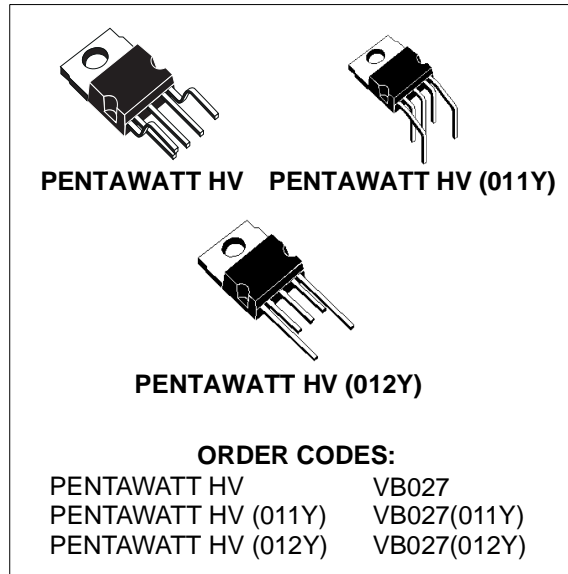 PENTAWATT HV PENTAWATT HV (011Y)
PENTAWATT HV (012Y)
ORDER CODES:
PENTAWATT HV VB027
PENTAWATT HV (011Y) VB027(011Y)
PENTAWATT HV (012Y) VB027(012Y)